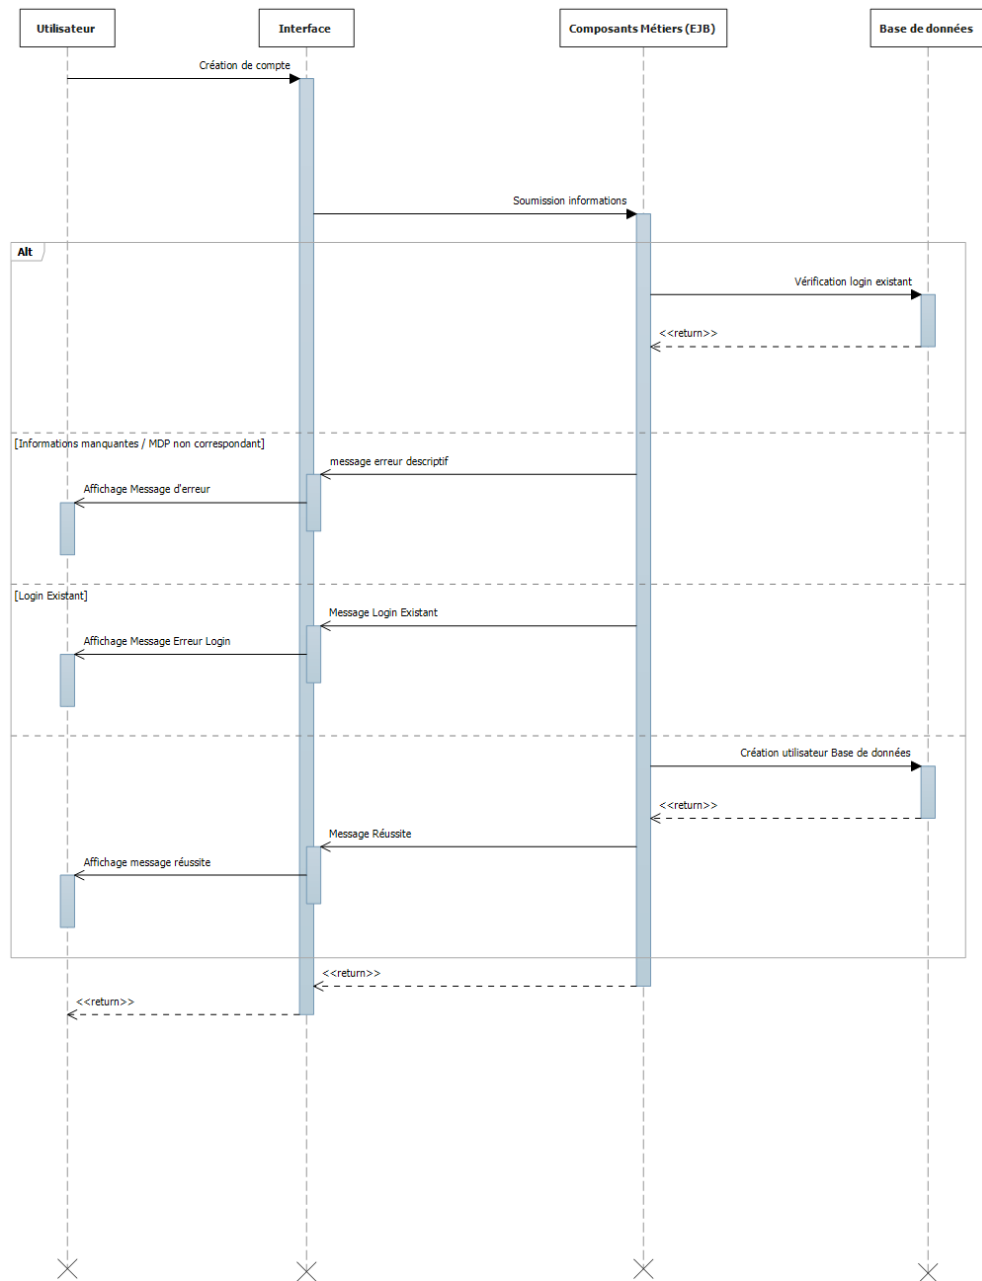 Utilisateur
Interface
Composants Métiers (EJB)
Base de données
Création de compte
Soumission informations
Alt
Vérification login existant
<<return>>
[Informations manquantes / MDP non correspondant]
message erreur descriptif
Affichage Message d'erreur
[Login Existant]
Message Login Existant
Affichage Message Erreur Login
Création utilisateur Base de données
<<return>>
Message Réussite
Affichage message réussite
<<return>>
<<return>>